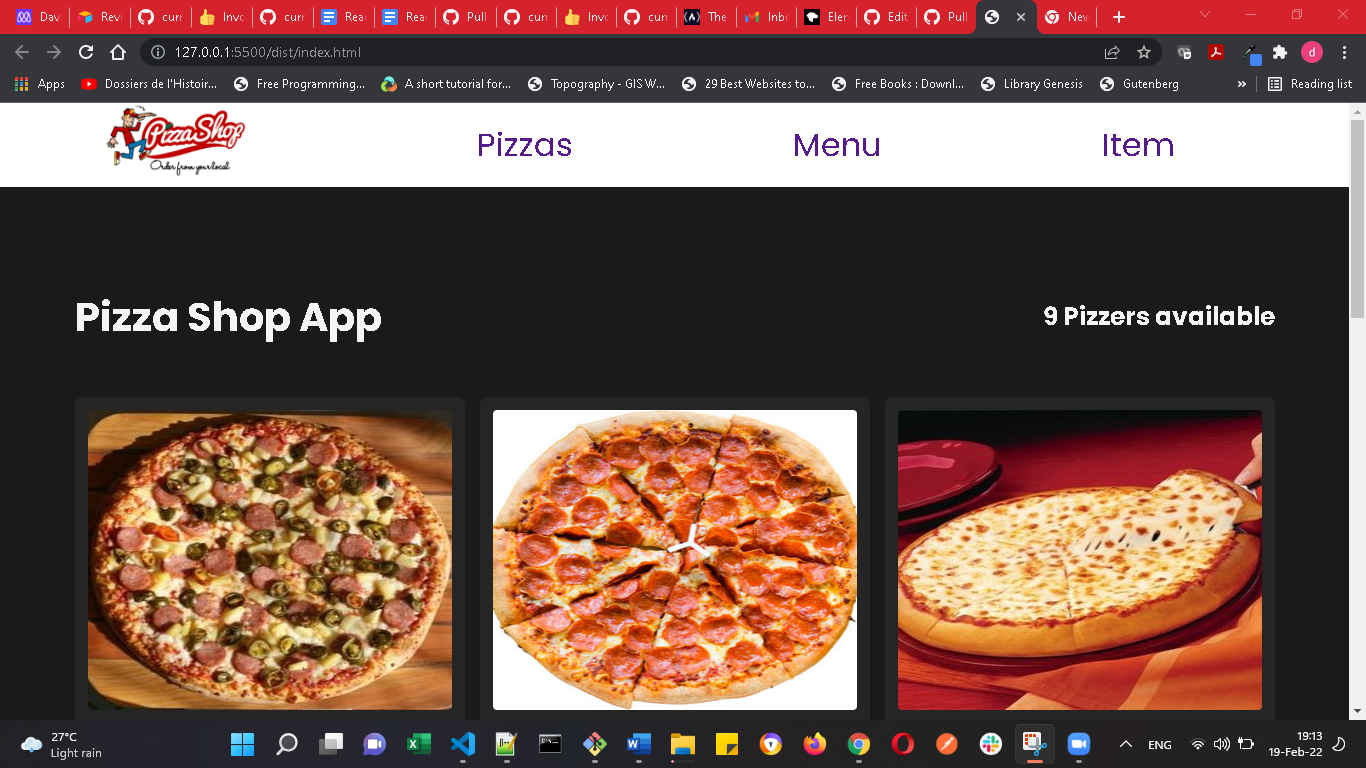 Dav
Revi
curr
Invo
curr
Rea
Rea
Pull
curr
Invo
curr
The
Inbo
Eler
Edit
Pull
New
127.0.0.1:5500/dist/index.html
Apps
Dossiers de l'Histoir...
Free Programming...
A short tutorial for...
Topography - GIS W...
29 Best Websites to...
Free Books : Downl...
Library Genesis
Gutenberg
»
Reading list
PizzaShop
Order from your local
Pizzas
Menu
Item
Pizza Shop App
9 Pizzers available
27°C
Light rain
ENG
19:13
19-Feb-22